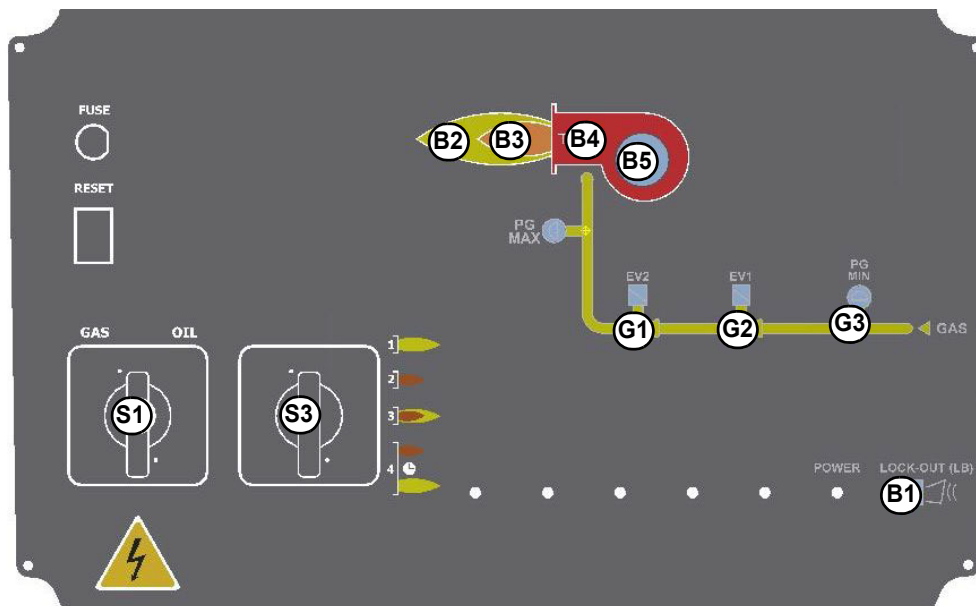 FUSE
B2
B3
B4
B5
RESET
PG
MAX
EV2
EV1
PG
MIN
G1
G2
G3
GAS
GAS OIL
1
2
S1
S3
3
4
POWER
LOCK-OUT (LB)
B1